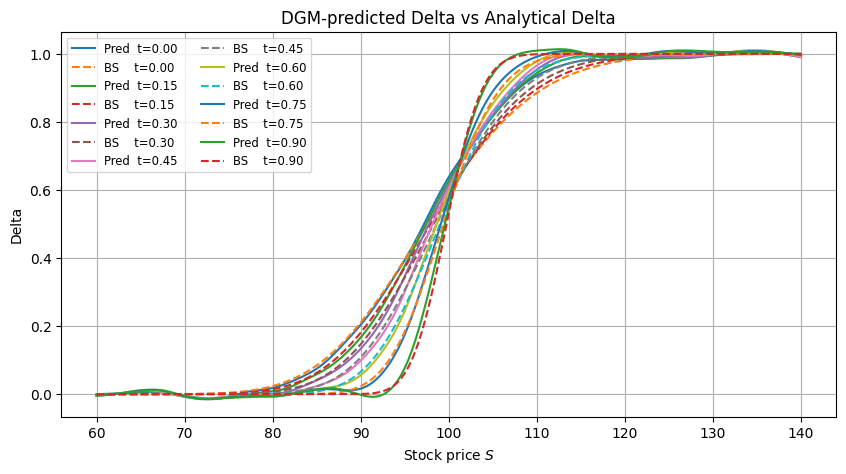 DGM-predicted Delta vs Analytical Delta
Pred t=0.00
BS t=0.00
Pred t=0.15
BS t=0.15
Pred t=0.30
BS t=0.30
Pred t=0.45
BS t=0.45
Pred t=0.60
BS t=0.60
Pred t=0.75
BS t=0.75
Pred t=0.90
BS t=0.90
1.0
0.8
0.6
0.4
0.2
0.0
Delta
60 70 80 90 100 110 120 130 140
Stock price S